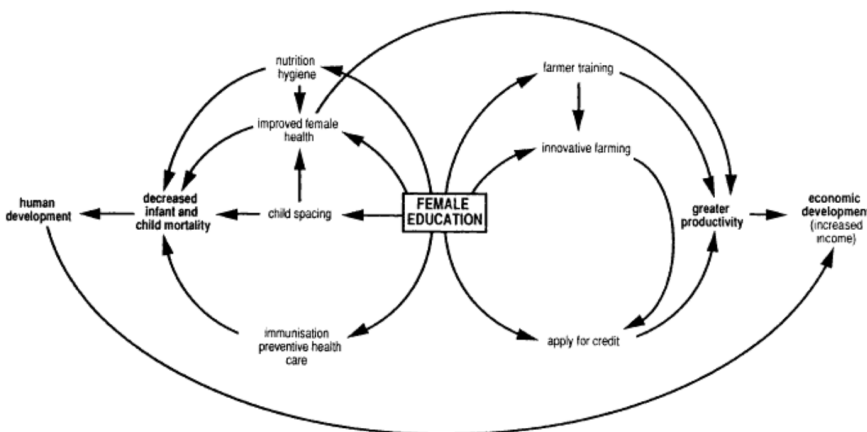 nutrition
hygiene
farmer training
improved female
health
innovative farming
human
development
decreased
infant and
child mortality
child spacing
FEMALE
EDUCATION
greater
productivity
economic
development
(increased
income)
immunisation
preventive health
care
apply for credit